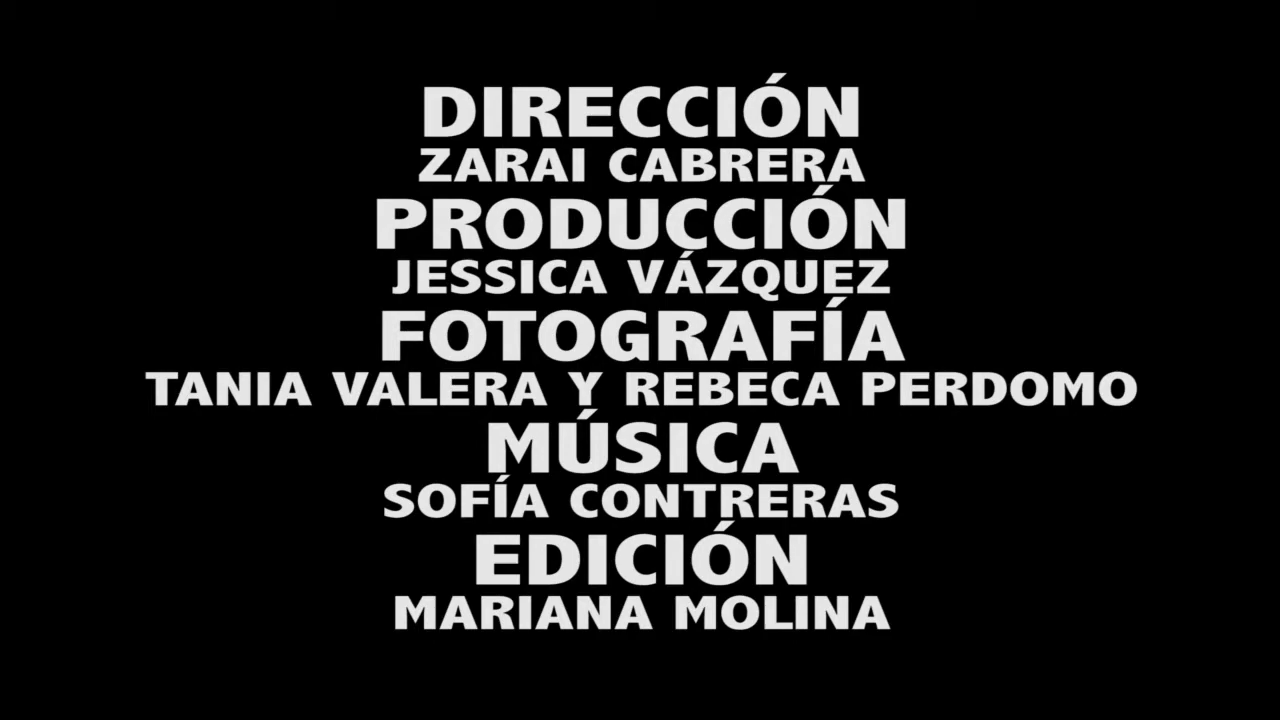 DIRECCIÓN
ZARAI CABRERA
PRODUCCIÓN
JESSICA VÁZQUEZ
FOTOGRAFÍA
TANIA VALERA Y REBECA PERDOMO
MÚSICA
SOFÍA CONTRERAS
EDICIÓN
MARIANA MOLINA